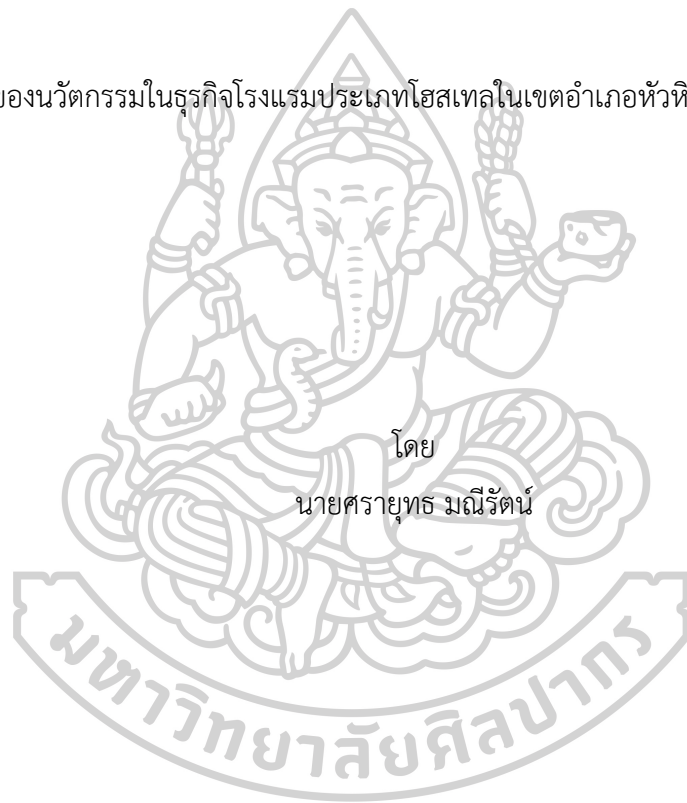 ของนวัตกรรมในธุรกิจโรงแรมประเภทโฮสเทลในเขตอำเภอหัวหิ
โดย
นายศรายุทธ มณีรัตน์
มหาวิทยาลัยศิลปากร